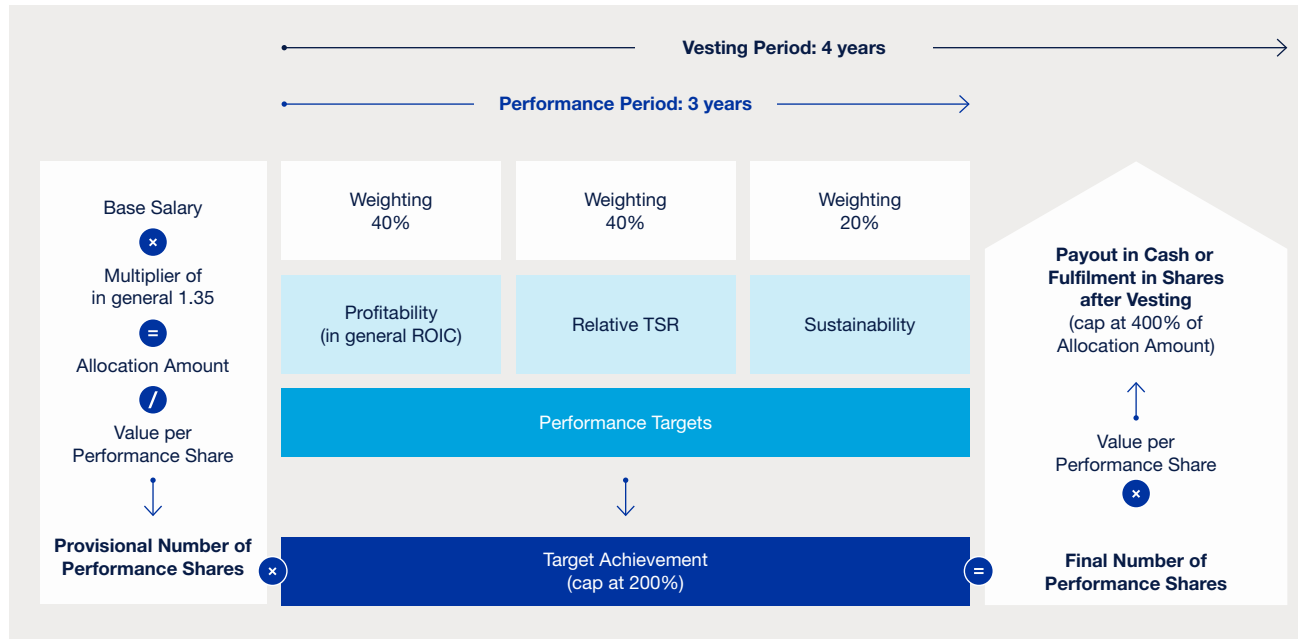 Vesting Period: 4 years
Performance Period: 3 years
Base Salary
×
Multiplier of
in general 1.35
=
Allocation Amount
/
Value per
Performance Share
Provisional Number of
Performance Shares
×
Weighting
40%
Weighting
40%
Weighting
20%
Profitability
(in general ROIC)
Relative TSR
Sustainability
Performance Targets
Target Achievement
(cap at 200%)
=
Payout in Cash or
Fulfilment in Shares
after Vesting
(cap at 400% of
Allocation Amount)
Value per
Performance Share
×
Final Number of
Performance Shares